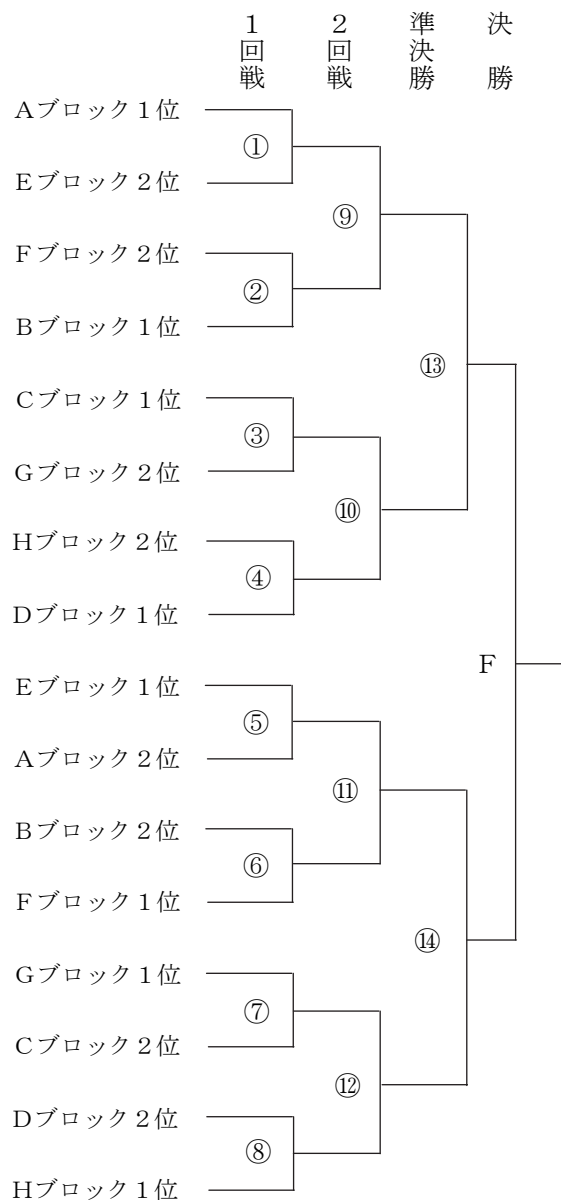 １回戦
２回戦
準決勝
決勝
Ａブロック１位
①
Ｅブロック２位
⑨
Ｆブロック２位
②
Ｂブロック１位
⑬
Ｃブロック１位
③
Ｇブロック２位
⑩
Ｈブロック２位
④
Ｄブロック１位
Ｆ
Ｅブロック１位
⑤
Ａブロック２位
⑪
Ｂブロック２位
⑥
Ｆブロック１位
⑭
Ｇブロック１位
⑦
Ｃブロック２位
⑫
Ｄブロック２位
⑧
Ｈブロック１位